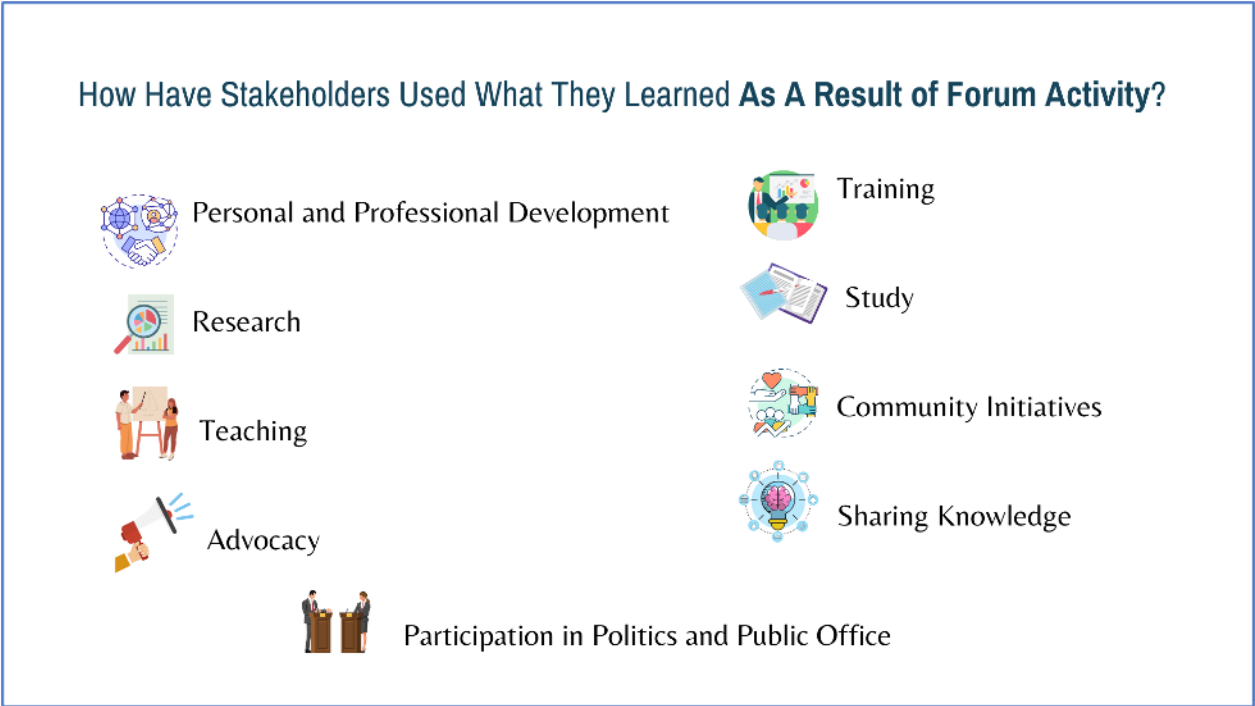 How Have Stakeholders Used What They Learned As A Result of Forum Activity?
Personal and Professional Development
Research
Teaching
Advocacy
Training
Study
Community Initiatives
Sharing Knowledge
Participation in Politics and Public Office